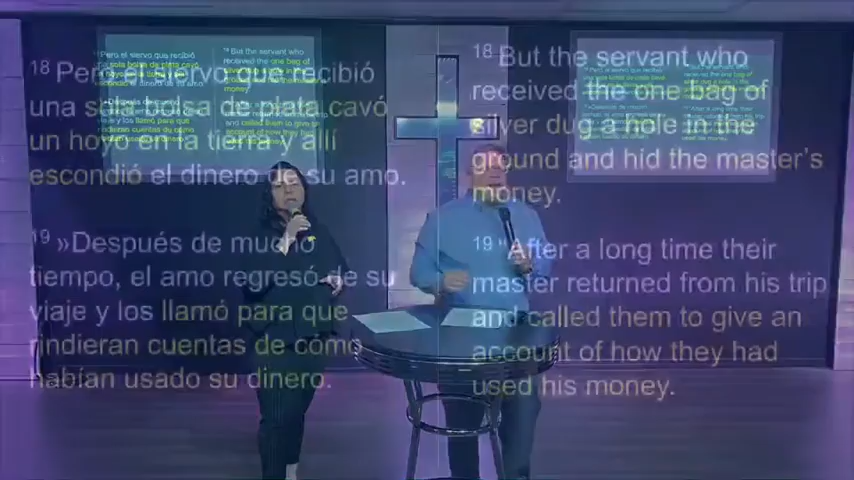 18 Pero el siervo que recibió
una sola bolsa de plata cavó
un hoyo en la tierra y allí
escondió el dinero de su amo.
19 »Después de mucho
tiempo, el amo regresó de su
viaje y los llamó para que
rindieran cuentas de cómo
habían usado su dinero.
18 But the servant who
received the one bag of
silver dug a hole in the
ground and hid the master's
money.
19 “After a long time their
master returned from his trip
and called them to give an
account of how they had
used his money.